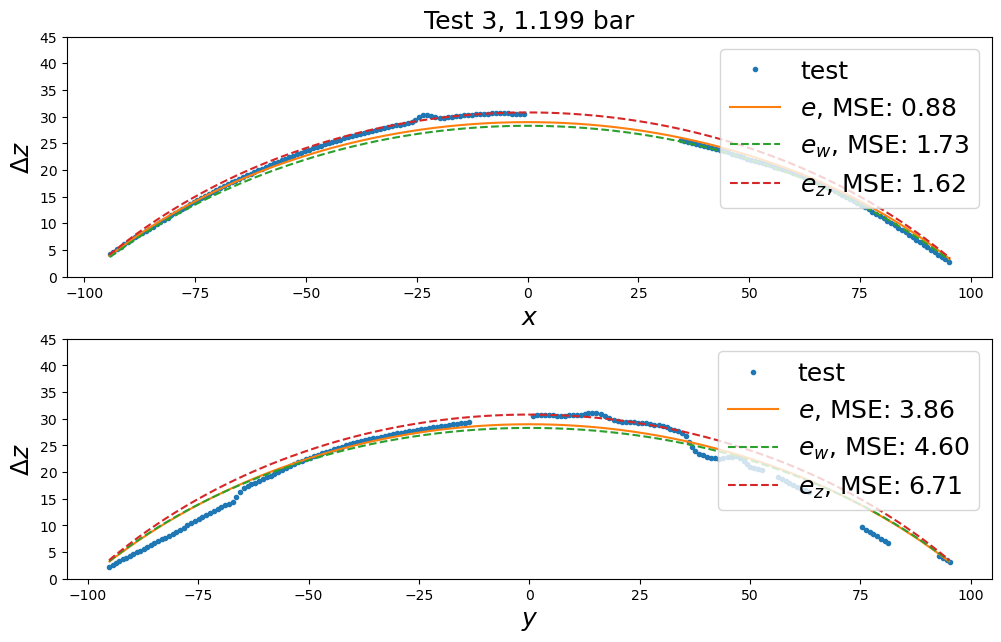 Test 3, 1.199 bar
45
40
35
30
25
20
15
10
5
0
Δz
test
e, MSE: 0.88
e_w, MSE: 1.73
e_z, MSE: 1.62
−100 −75 −50 −25 0 25 50 75 100
x
45
40
35
30
25
20
15
10
5
0
Δz
test
e, MSE: 3.86
e_w, MSE: 4.60
e_z, MSE: 6.71
−100 −75 −50 −25 0 25 50 75 100
y